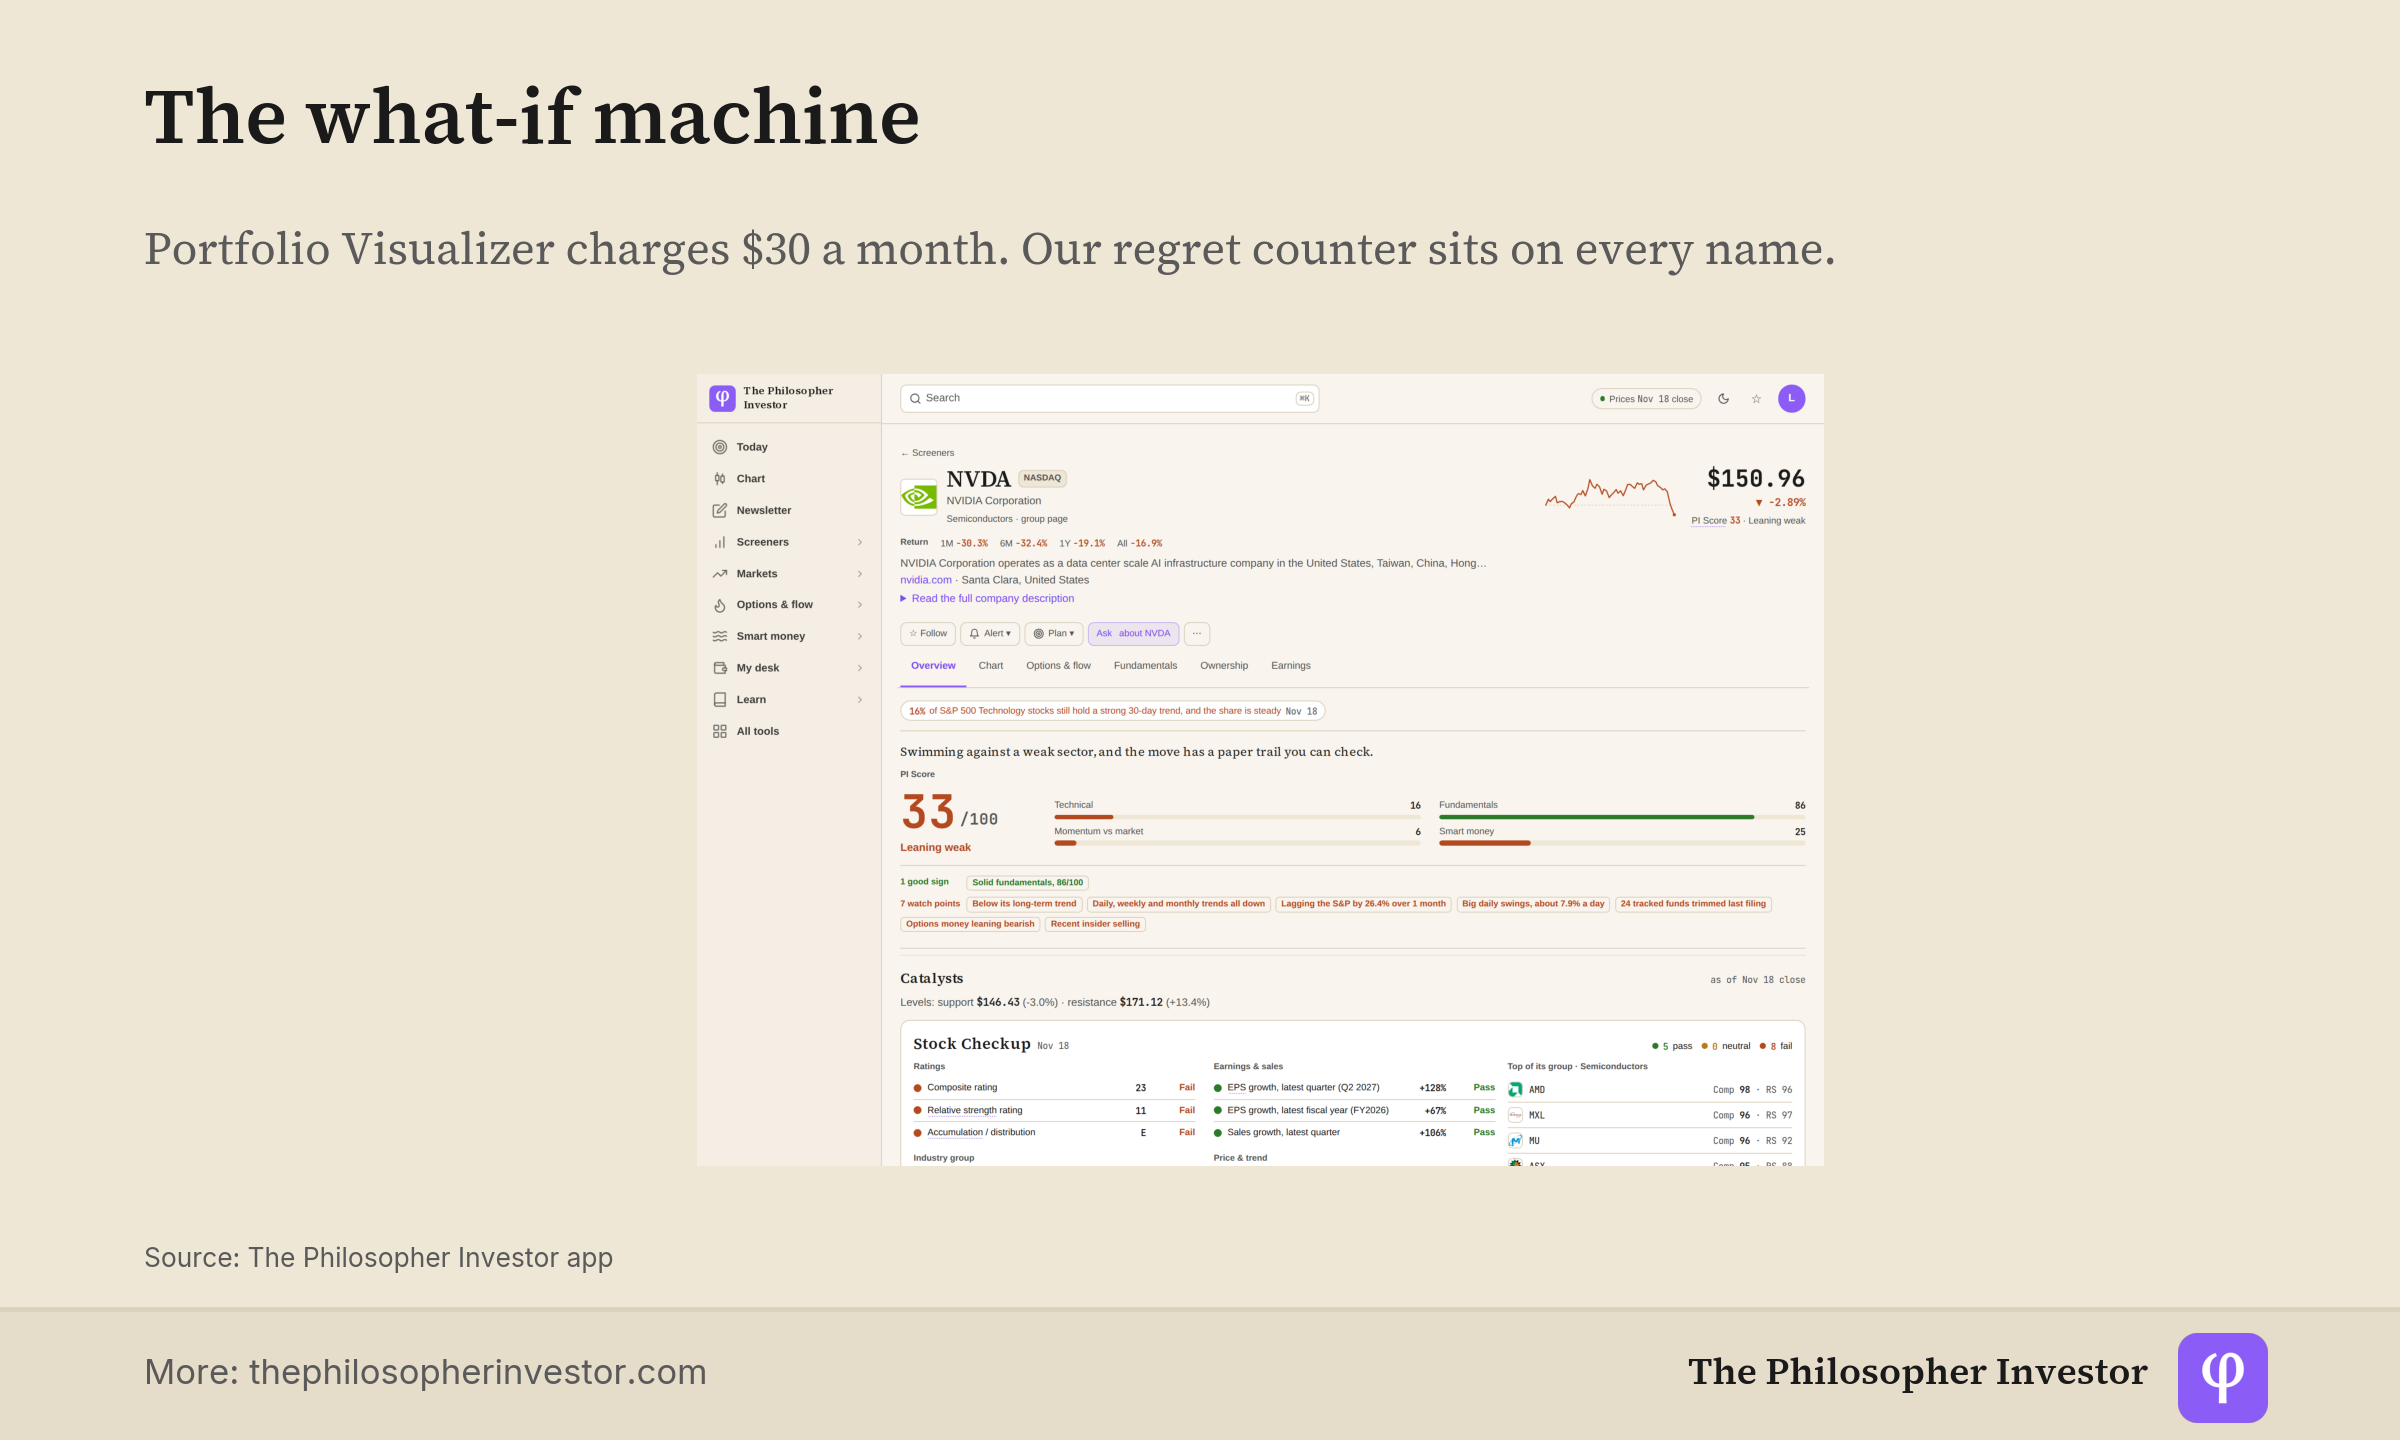 The what-if machine
Portfolio Visualizer charges $30 a month. Our regret counter sits on every name.
The Philosopher
Investor
Search
⌘K
Prices Nov 18 close
L
Today
Chart
Newsletter
Screeners
Markets
Options & flow
Smart money
My desk
Learn
All tools
← Screeners
NVDA NASDAQ
NVIDIA Corporation
Semiconductors · group page
$150.96
▼ -2.89%
PI Score 33 · Leaning weak
Return 1M -30.3% 6M -32.4% 1Y -19.1% All -16.9%
NVIDIA Corporation operates as a data center scale AI infrastructure company in the United States, Taiwan, China, Hong…
nvidia.com · Santa Clara, United States
▶ Read the full company description
☆ Follow Alert ▾ Plan ▾ Ask about NVDA ···
Overview Chart Options & flow Fundamentals Ownership Earnings
16% of S&P 500 Technology stocks still hold a strong 30-day trend, and the share is steady Nov 18
Swimming against a weak sector, and the move has a paper trail you can check.
PI Score
33 /100
Leaning weak
Technical 16
Momentum vs market 6
Fundamentals 86
Smart money 25
1 good sign Solid fundamentals, 86/100
7 watch points Below its long-term trend Daily, weekly and monthly trends all down Lagging the S&P by 26.4% over 1 month Big daily swings, about 7.9% a day 24 tracked funds trimmed last filing
Options money leaning bearish Recent insider selling
Catalysts as of Nov 18 close
Levels: support $146.43 (-3.0%) · resistance $171.12 (+13.4%)
Stock Checkup Nov 18
5 pass 0 neutral 8 fail
Ratings
Composite rating 23 Fail
Relative strength rating 11 Fail
Accumulation / distribution E Fail
Industry group
Earnings & sales
EPS growth, latest quarter (Q2 2027) +128% Pass
EPS growth, latest fiscal year (FY2026) +67% Pass
Sales growth, latest quarter +106% Pass
Price & trend
Top of its group · Semiconductors
AMD Comp 98 · RS 96
MXL Comp 96 · RS 97
MU Comp 96 · RS 92
Source: The Philosopher Investor app
More: thephilosopherinvestor.com
The Philosopher Investor
φ